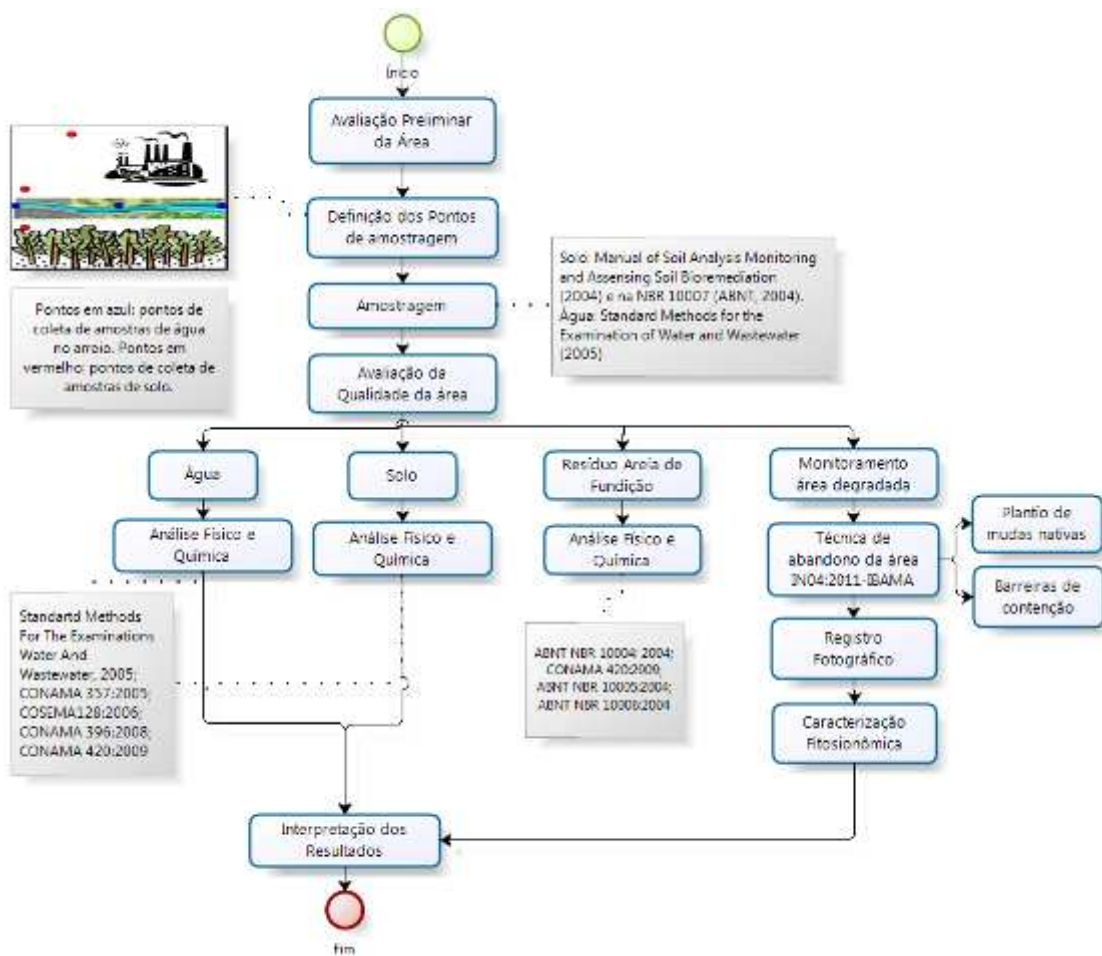 Início
Avaliação Preliminar
da Área
Definição dos Pontos
de amostragem
Pontos em azul: pontos de
coleta de amostras de água
no arroio. Pontos em
vermelho: pontos de coleta de
amostras de solo.
Amostragem
Solo: Manual of Soil Analysis Monitoring
and Assensing Soil Bioremediation
(2004) e na NBR 10007 (ABNT, 2004).
Água: Standard Methods for the
Examination of Water and Wastewater
(2005)
Avaliação da
Qualidade da área
Água
Solo
Resíduo Areia de
Fundição
Monitoramento
área degradada
Análise Físico e
Química
Análise Físico e
Química
Análise Físico e
Química
Técnica de
abandono da área
IN04:2011-IBAMA
Plantio de
mudas nativas
Barreiras de
contenção
Standartd Methods
For The Examinations
Water And
Wastewater, 2005;
CONAMA 357:2005;
COSEMA128:2006;
CONAMA 396:2008;
CONAMA 420:2009
ABNT NBR 10004: 2004;
CONAMA 420:2009;
ABNT NBR 10005:2004;
ABNT NBR 10006:2004
Registro
Fotográfico
Caracterização
Fitosionômica
Interpretação dos
Resultados
Fim